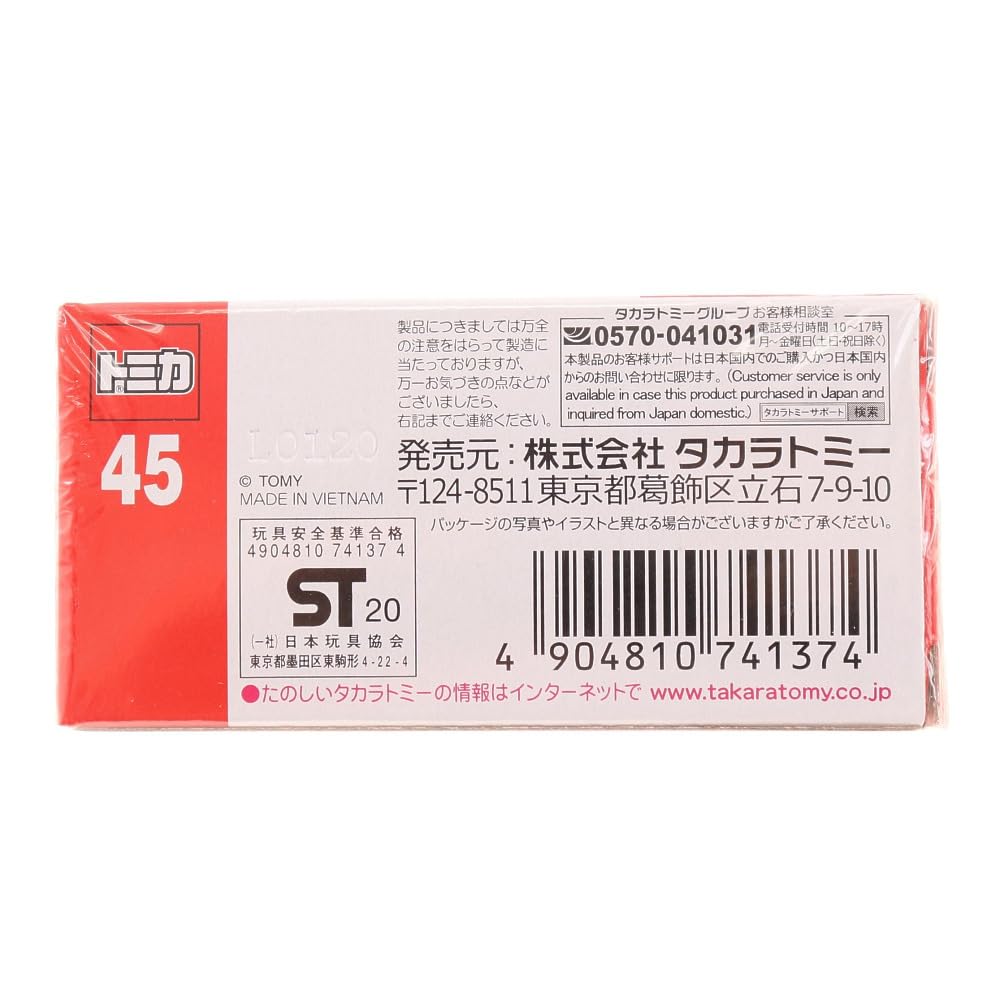 トミカ®
45
製品につきましては万全
の注意をはらって製造に
当たっておりますが、
万一お気づきの点などが
ございましたら、
右記までご連絡ください。
タカラトミーグループ お客様相談室
0570-041031 電話受付時間 10〜17時
月〜金曜日(土・日・祝日除く)
本製品のお客様サポートは日本国内でのご購入かつ日本国内
からのお問い合わせに限ります。(Customer service is only
available in case this product purchased in Japan and
inquired from Japan domestic.) タカラトミーサポート 検索
L0120
© TOMY
MADE IN VIETNAM
発売元：株式会社 タカラトミー
〒124-8511 東京都葛飾区立石7-9-10
パッケージの写真やイラストと異なる場合がございますがご了承ください。
玩具安全基準合格
4904810 74137 4
ST 20
(一社)日本玩具協会
東京都墨田区東駒形4-22-4
4 904810 741374
●たのしいタカラトミーの情報はインターネットで www.takaratomy.co.jp